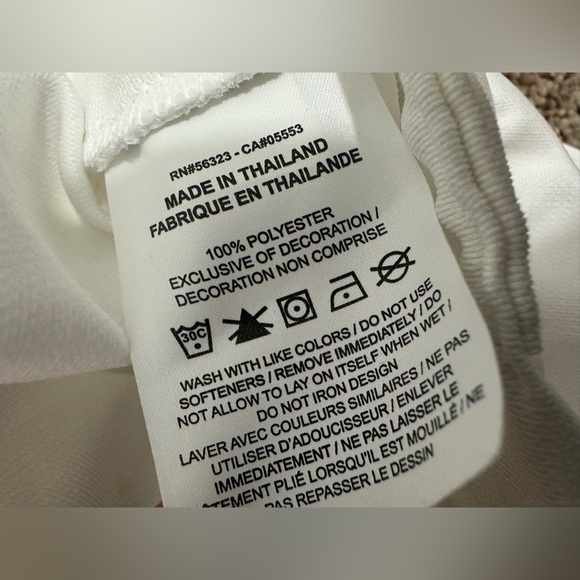 RN#56323 - CA#05553
MADE IN THAILAND
FABRIQUE EN THAILANDE
100% POLYESTER
EXCLUSIVE OF DECORATION /
DECORATION NON COMPRISE
30C
WASH WITH LIKE COLORS / DO NOT USE
SOFTENERS / REMOVE IMMEDIATELY / DO
NOT ALLOW TO LAY ON ITSELF WHEN WET /
DO NOT IRON DESIGN
LAVER AVEC COULEURS SIMILAIRES / NE PAS
UTILISER D'ADOUCISSEUR / ENLEVER
IMMEDIATEMENT / NE PAS LAISSER LE
PLIÉ LORSQU'IL EST MOUILLÉ / NE
PAS REPASSER LE DESSIN